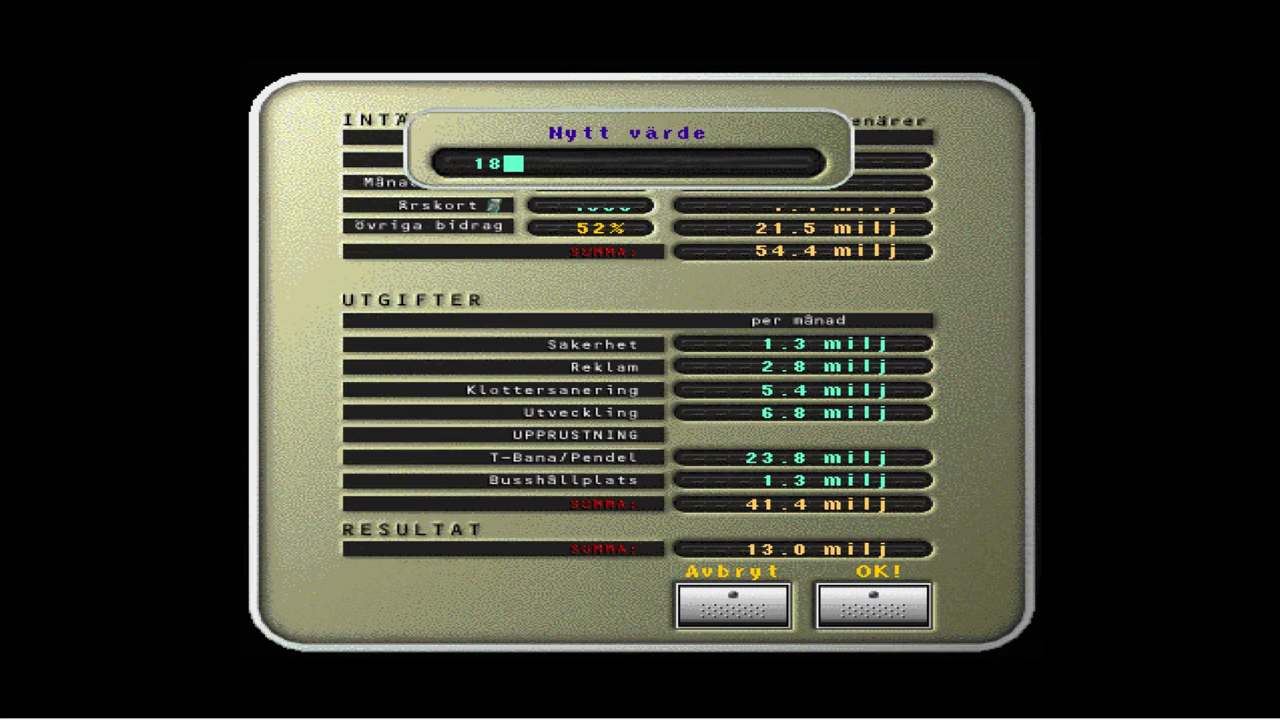 Nytt värde
18
INTÄ
enärer
Månad
Årskort
Övriga bidrag 52% 21.5 milj
SUMMA: 54.4 milj
UTGIFTER
per månad
Säkerhet 1.3 milj
Reklam 2.8 milj
Klottersanering 5.4 milj
Utveckling 6.8 milj
UPPRUSTNING
T-Bana/Pendel 23.8 milj
Busshållplats 1.3 milj
SUMMA: 41.4 milj
RESULTAT
SUMMA: 13.0 milj
Avbryt OK!